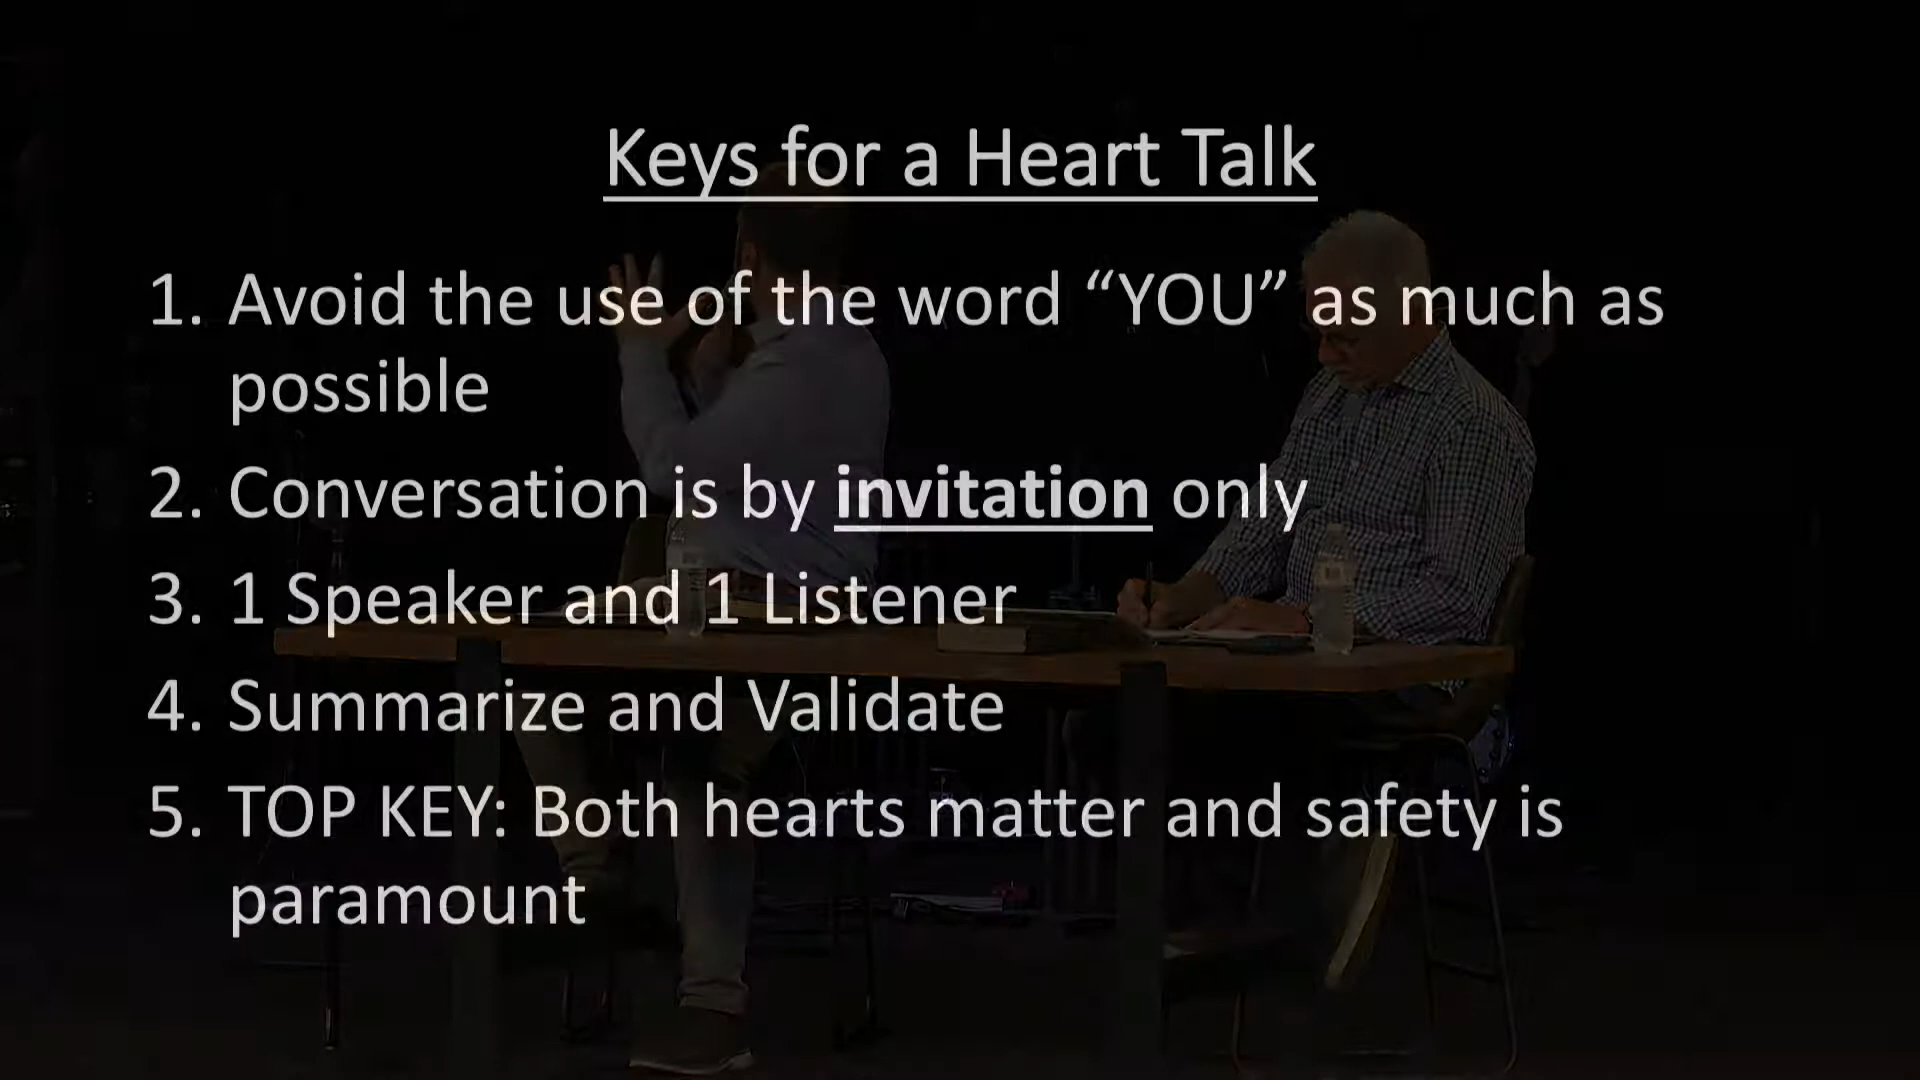 Keys for a Heart Talk
1. Avoid the use of the word “YOU” as much as
possible
2. Conversation is by invitation only
3. 1 Speaker and 1 Listener
4. Summarize and Validate
5. TOP KEY: Both hearts matter and safety is
paramount